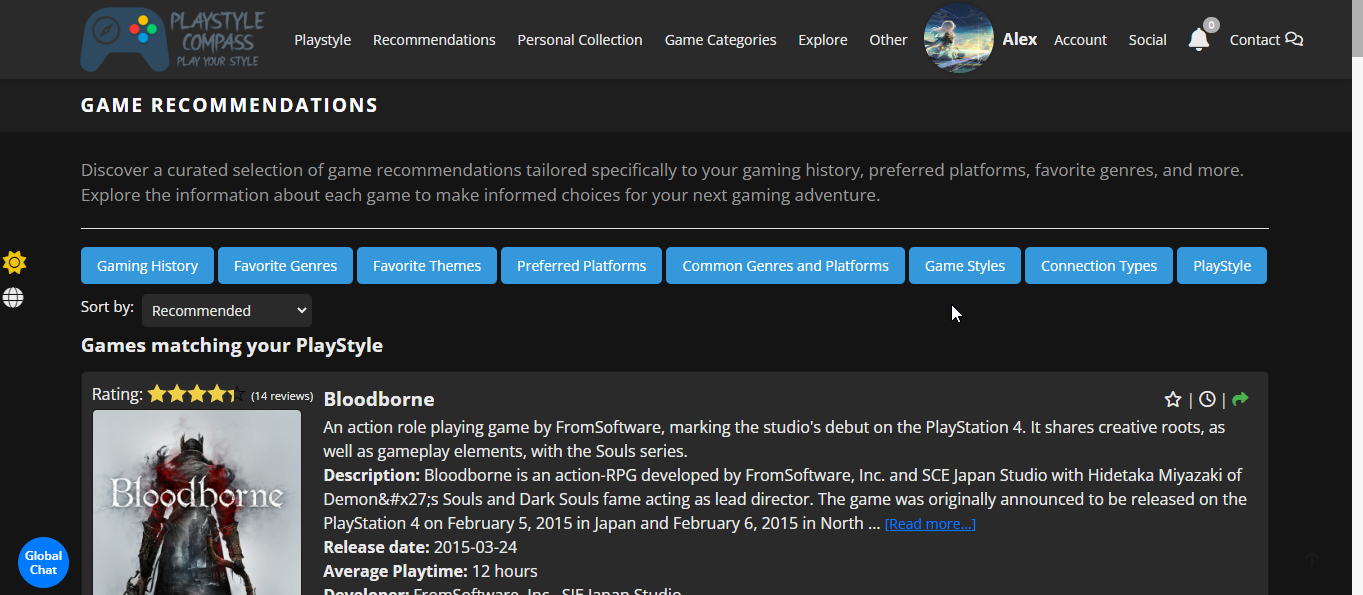 PLAYSTYLE
COMPASS
PLAY YOUR STYLE
Playstyle Recommendations Personal Collection Game Categories Explore Other Alex Account Social 0 Contact
GAME RECOMMENDATIONS
Discover a curated selection of game recommendations tailored specifically to your gaming history, preferred platforms, favorite genres, and more.
Explore the information about each game to make informed choices for your next gaming adventure.
Gaming History Favorite Genres Favorite Themes Preferred Platforms Common Genres and Platforms Game Styles Connection Types PlayStyle
Sort by: Recommended
Games matching your PlayStyle
Rating: (14 reviews)
Bloodborne
Bloodborne | |
An action role playing game by FromSoftware, marking the studio's debut on the PlayStation 4. It shares creative roots, as
well as gameplay elements, with the Souls series.
Description: Bloodborne is an action-RPG developed by FromSoftware, Inc. and SCE Japan Studio with Hidetaka Miyazaki of
Demon&#x27;s Souls and Dark Souls fame acting as lead director. The game was originally announced to be released on the
PlayStation 4 on February 5, 2015 in Japan and February 6, 2015 in North ... [Read more...]
Release date: 2015-03-24
Average Playtime: 12 hours
Developer: FromSoftware, Inc., SIE Japan Studio
Global
Chat